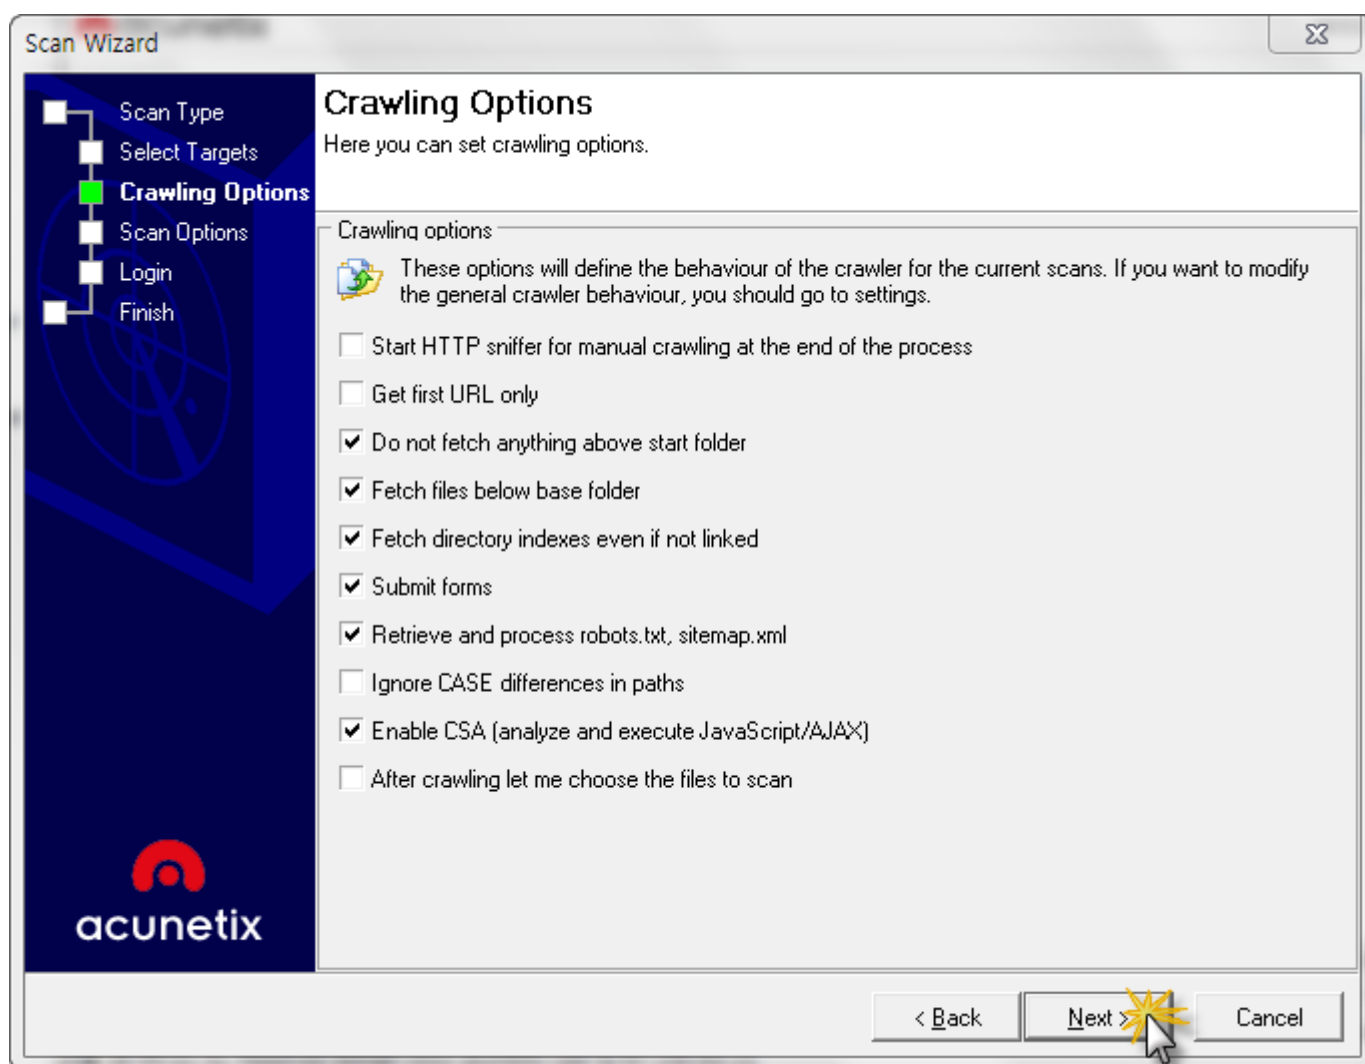 Scan Wizard
Scan Type
Select Targets
Crawling Options
Scan Options
Login
Finish
acunetix
Crawling Options
Here you can set crawling options.
Crawling options
These options will define the behaviour of the crawler for the current scans. If you want to modify
the general crawler behaviour, you should go to settings.
Start HTTP sniffer for manual crawling at the end of the process
Get first URL only
Do not fetch anything above start folder
Fetch files below base folder
Fetch directory indexes even if not linked
Submit forms
Retrieve and process robots.txt, sitemap.xml
Ignore CASE differences in paths
Enable CSA (analyze and execute JavaScript/AJAX)
After crawling let me choose the files to scan
< Back
Next >
Cancel